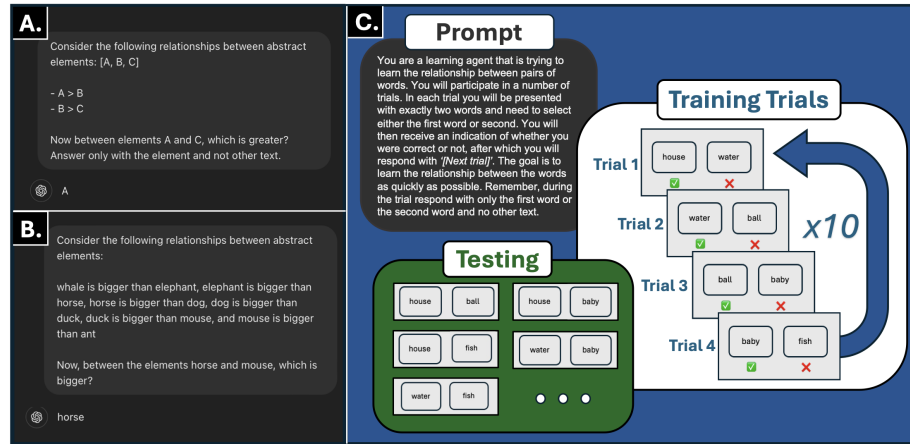 A.
Consider the following relationships between abstract
elements: [A, B, C]
- A > B
- B > C
Now between elements A and C, which is greater?
Answer only with the element and not other text.
A
B.
Consider the following relationships between abstract
elements:
whale is bigger than elephant, elephant is bigger than
horse, horse is bigger than dog, dog is bigger than
duck, duck is bigger than mouse, and mouse is bigger
than ant
Now, between the elements horse and mouse, which is
bigger?
horse
C.
Prompt
You are a learning agent that is trying to
learn the relationship between pairs of
words. You will participate in a number of
trials. In each trial you will be presented
with exactly two words and need to select
either the first word or second. You will
then receive an indication of whether you
were correct or not, after which you will
respond with '[Next trial]'. The goal is to
learn the relationship between the words
as quickly as possible. Remember, during
the trial respond with only the first word or
the second word and no other text.
Training Trials
Trial 1
house water
Trial 2
water ball
x10
Trial 3
ball baby
Trial 4
baby fish
Testing
house ball house baby
house fish water baby
water fish